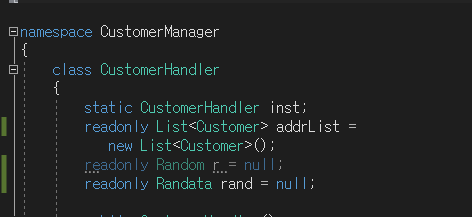 namespace CustomerManager
{
class CustomerHandler
{
static CustomerHandler inst;
readonly List<Customer> addrList =
new List<Customer>();
readonly Random r = null;
readonly Randata rand = null;